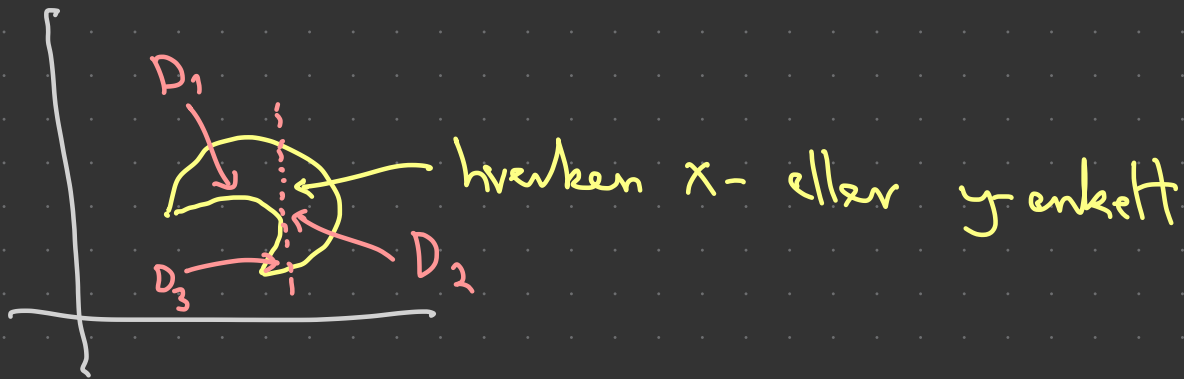 D₁
hverken x- eller y-enkelt
D₂
D₃